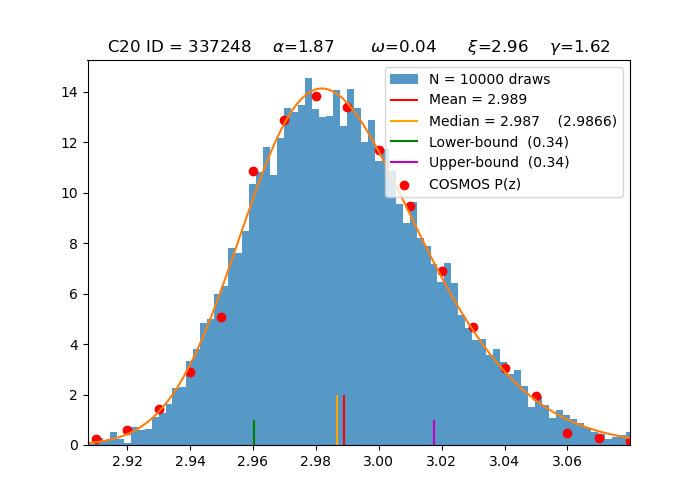 C20 ID = 337248 α=1.87 ω=0.04 ξ=2.96 γ=1.62
N = 10000 draws
Mean = 2.989
Median = 2.987 (2.9866)
Lower-bound (0.34)
Upper-bound (0.34)
COSMOS P(z)
14
12
10
8
6
4
2
0
2.92 2.94 2.96 2.98 3.00 3.02 3.04 3.06